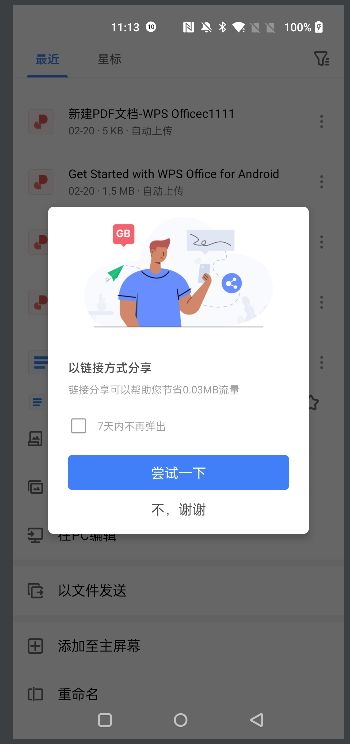 11:13
100%
最近 星标
新建PDF文档-WPS Officec1111
02-20 · 5 KB · 自动上传
Get Started with WPS Office for Android
02-20 · 1.5 MB · 自动上传
GB
以链接方式分享
链接分享可以帮助您节省0.03MB流量
7天内不再弹出
尝试一下
不，谢谢
在PC编辑
以文件发送
添加至主屏幕
重命名